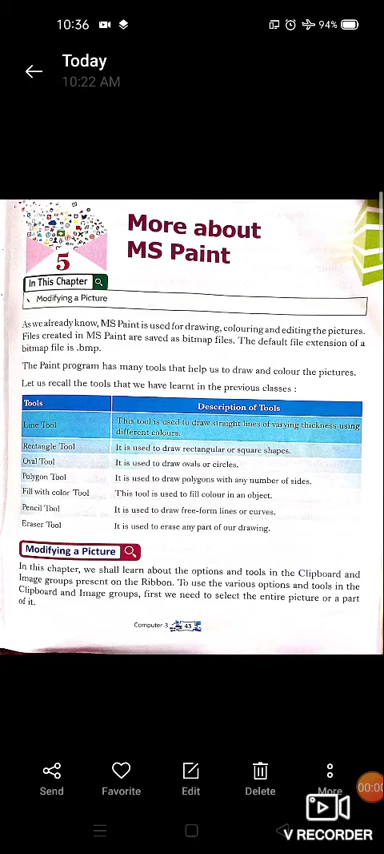 10:36
94%
Today
10:22 AM
More about
MS Paint
5
In This Chapter
Modifying a Picture
As we already know, MS Paint is used for drawing, colouring and editing the pictures.
Files created in MS Paint are saved as bitmap files. The default file extension of a
bitmap file is .bmp.
The Paint program has many tools that help us to draw and colour the pictures.
Let us recall the tools that we have learnt in the previous classes :
Tools Description of Tools
Line Tool This tool is used to draw straight lines of varying thickness using
different colours.
Rectangle Tool It is used to draw rectangular or square shapes.
Oval Tool It is used to draw ovals or circles.
Polygon Tool It is used to draw polygons with any number of sides.
Fill with color Tool This tool is used to fill colour in an object.
Pencil Tool It is used to draw free-form lines or curves.
Eraser Tool It is used to erase any part of our drawing.
Modifying a Picture
In this chapter, we shall learn about the options and tools in the Clipboard and
Image groups present on the Ribbon. To use the various options and tools in the
Clipboard and Image groups, first we need to select the entire picture or a part
of it.
Computer 3 43
Send Favorite Edit Delete More
00:0
V RECORDER